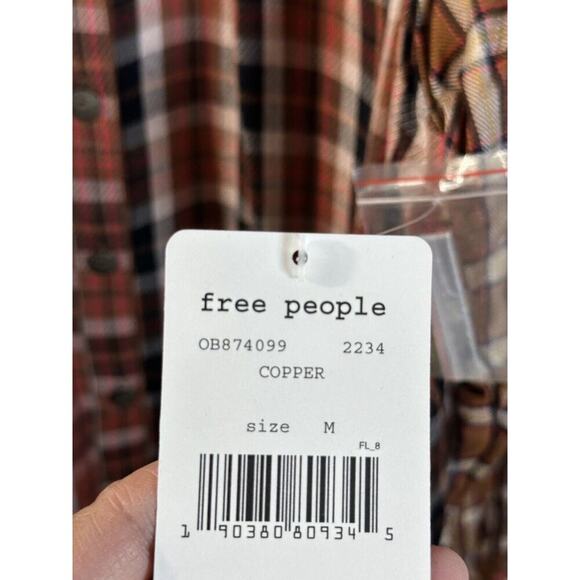 free people
OB874099 2234
COPPER
size M
FL_8
1 90380 80934 5